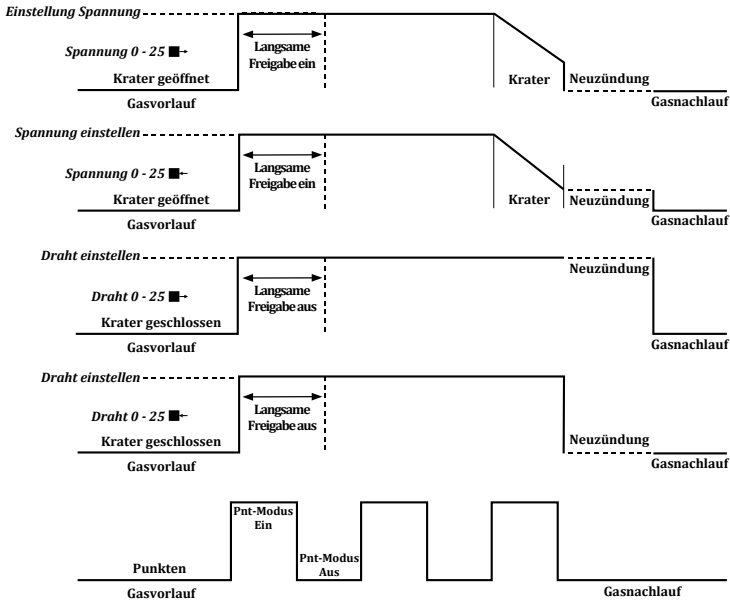 Einstellung Spannung
Spannung 0 - 25
Langsame
Freigabe ein
Krater geöffnet
Krater
Neuzündung
Gasvorlauf
Gasnachlauf
Spannung einstellen
Langsame
Freigabe ein
Spannung 0 - 25
Krater geöffnet
Krater
Neuzündung
Gasvorlauf
Gasnachlauf
Draht einstellen
Neuzündung
Draht 0 - 25
Langsame
Freigabe aus
Krater geschlossen
Gasvorlauf
Gasnachlauf
Draht einstellen
Draht 0 - 25
Langsame
Freigabe aus
Krater geschlossen
Neuzündung
Gasvorlauf
Gasnachlauf
Pnt-Modus
Ein
Pnt-Modus
Aus
Punkten
Gasvorlauf
Gasnachlauf